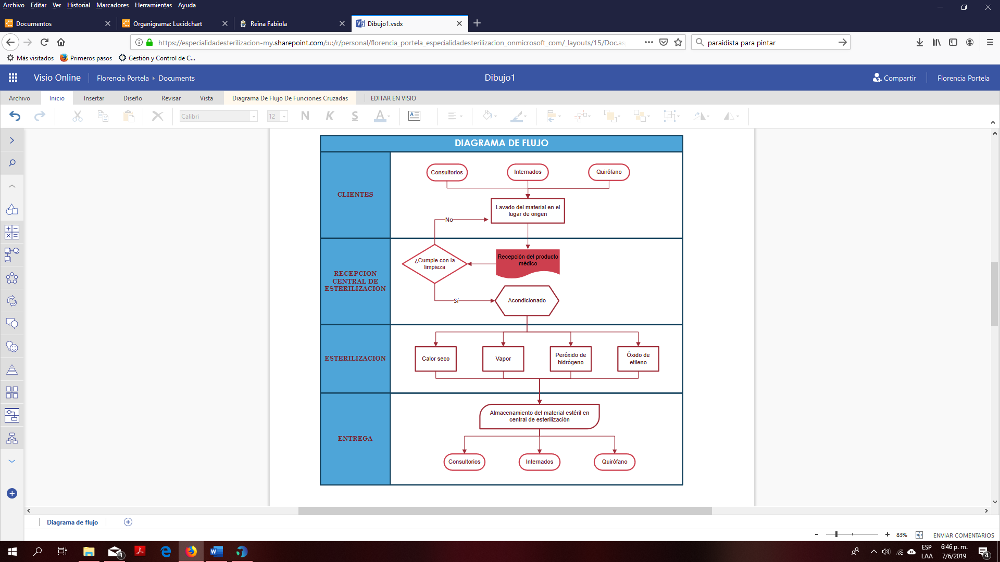 Archivo Editar Ver Historial Marcadores Herramientas Ayuda
Documentos Organigrama: Lucidchart Reina Fabiola Dibujo1.vsdx
https://especialidadesterilizacion-my.sharepoint.com/:u:/r/personal/florencia_portela_especialidadesterilizacion_onmicrosoft_com/_layouts/15/Doc.as paraidista para pintar
Más visitados Primeros pasos Gestión y Control de C...
Visio Online Florencia Portela Documents Dibujo1 Compartir Florencia Portela
Archivo Inicio Insertar Diseño Revisar Vista Diagrama De Flujo De Funciones Cruzadas EDITAR EN VISIO
Calibri 12 N K S A A
DIAGRAMA DE FLUJO
CLIENTES
Consultorios Internados Quirófano
Lavado del material en el
lugar de origen
No
RECEPCION
CENTRAL DE
ESTERILIZACION
¿Cumple con la
limpieza
Recepción del producto
médico
Sí
Acondicionado
ESTERILIZACION
Calor seco
Vapor
Peróxido de
hidrógeno
Óxido de
etileno
ENTREGA
Almacenamiento del material estéril en
central de esterilización
Consultorios Internados Quirófano
Diagrama de flujo
83% ENVIAR COMENTARIOS
1
ESP
LAA
6:46 p. m.
7/6/2019
4